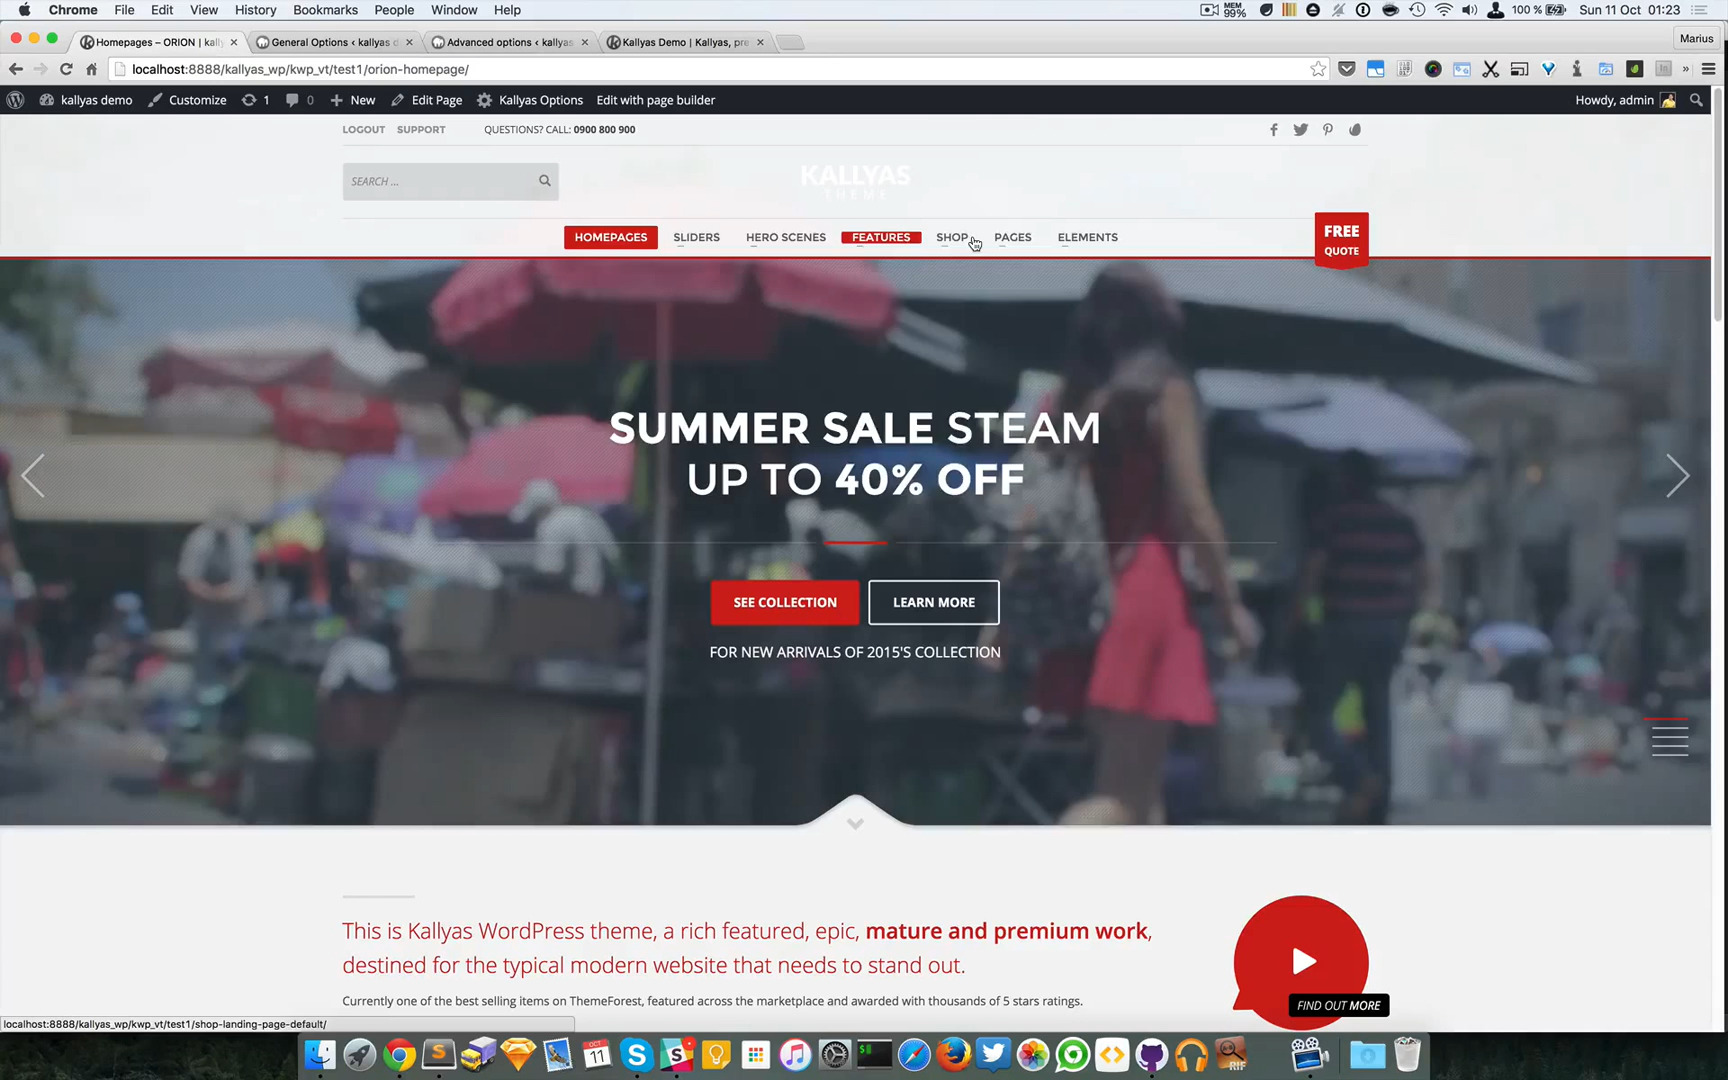 Chrome File Edit View History Bookmarks People Window Help
MEM 99% 100 % Sun 11 Oct 01:23
Homepages – ORION | kally General Options ‹ kallyas d Advanced options ‹ kallyas Kallyas Demo | Kallyas, pre Marius
localhost:8888/kallyas_wp/kwp_vt/test1/orion-homepage/
kallyas demo Customize 1 0 New Edit Page Kallyas Options Edit with page builder Howdy, admin
LOGOUT SUPPORT QUESTIONS? CALL: 0900 800 900
SEARCH ...
KALLYAS
THEME
HOMEPAGES SLIDERS HERO SCENES FEATURES SHOP PAGES ELEMENTS
FREE
QUOTE
SUMMER SALE STEAM
UP TO 40% OFF
SEE COLLECTION LEARN MORE
FOR NEW ARRIVALS OF 2015'S COLLECTION
This is Kallyas WordPress theme, a rich featured, epic, mature and premium work,
destined for the typical modern website that needs to stand out.
Currently one of the best selling items on ThemeForest, featured across the marketplace and awarded with thousands of 5 stars ratings.
FIND OUT MORE
localhost:8888/kallyas_wp/kwp_vt/test1/shop-landing-page-default/
OCT
11
RIF